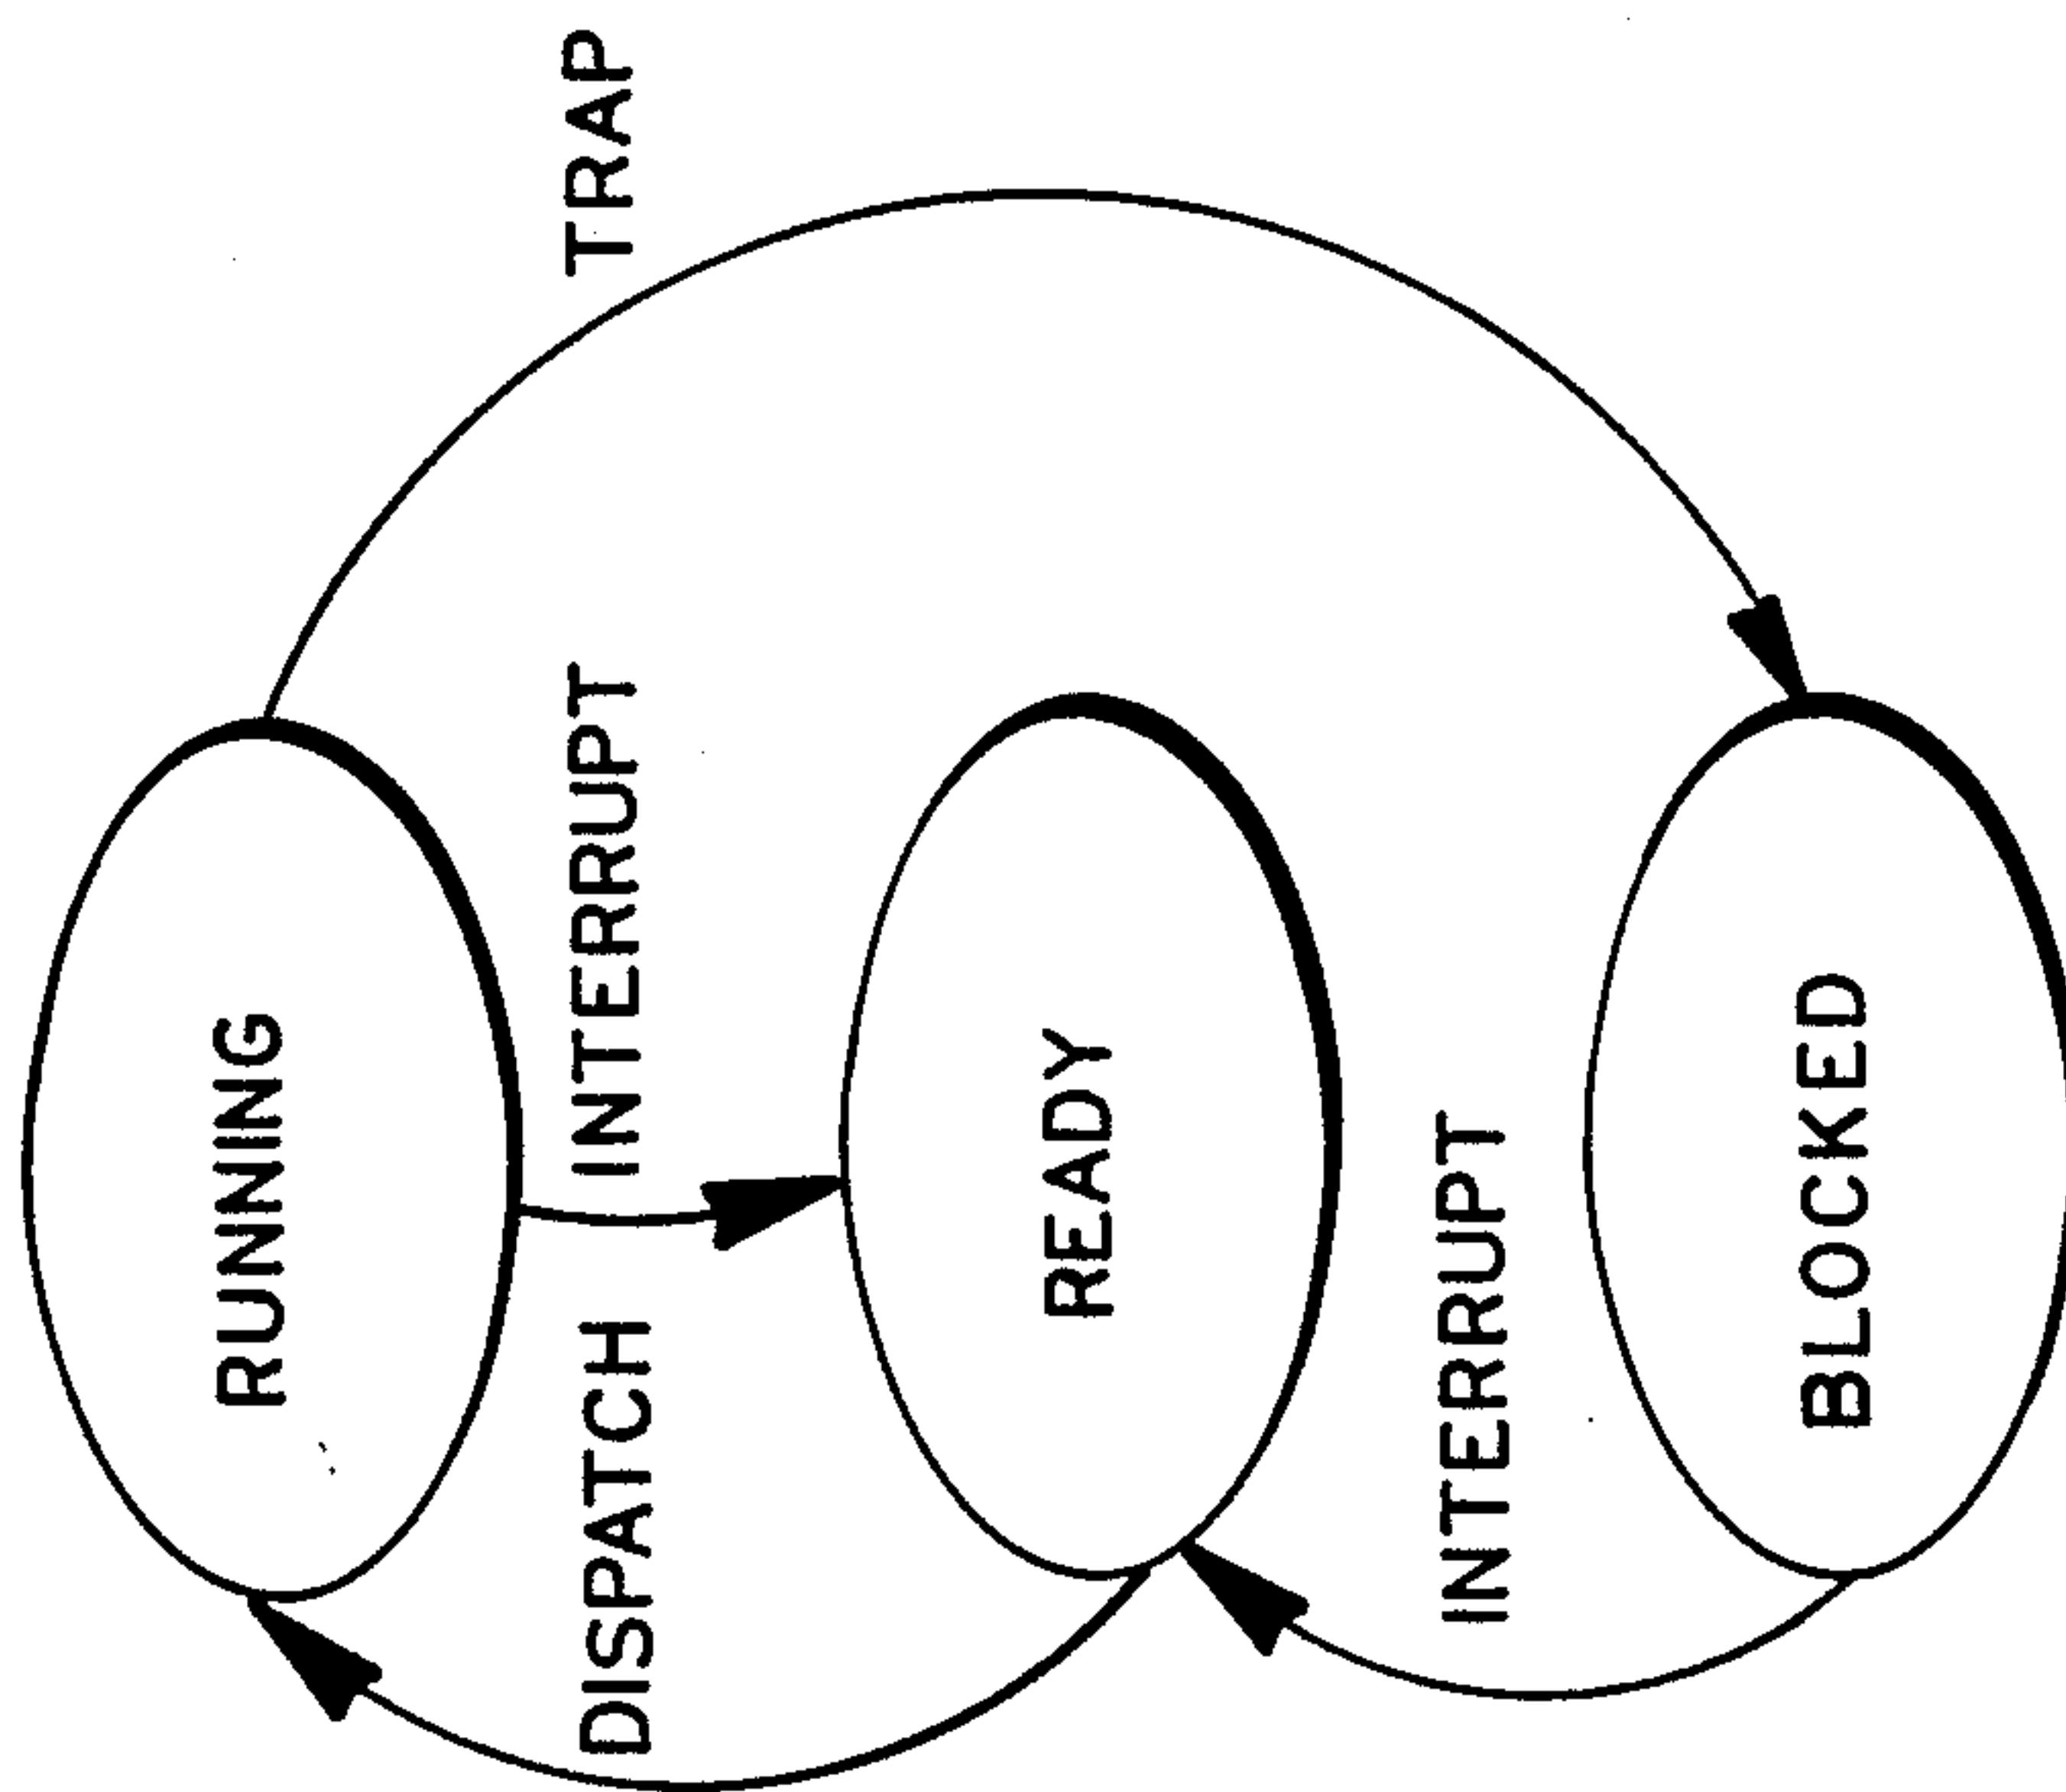 RUNNING
TRAP
INTERRUPT
DISPATCH
READY
INTERRUPT
BLOCKED